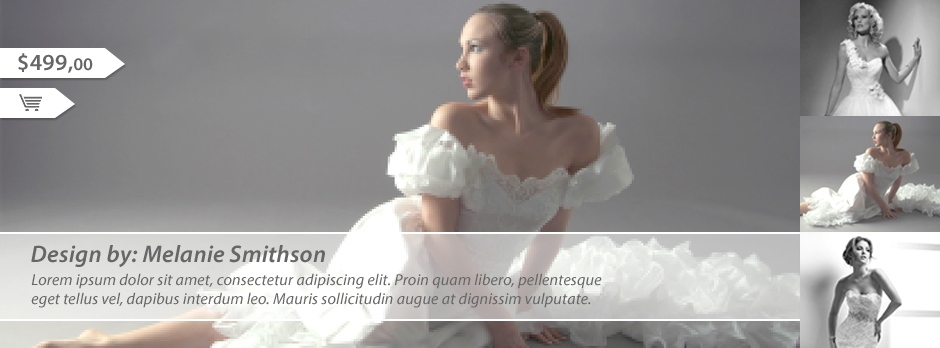 $499,00
Design by: Melanie Smithson
Lorem ipsum dolor sit amet, consectetur adipiscing elit. Proin quam libero, pellentesque
eget tellus vel, dapibus interdum leo. Mauris sollicitudin augue at dignissim vulputate.